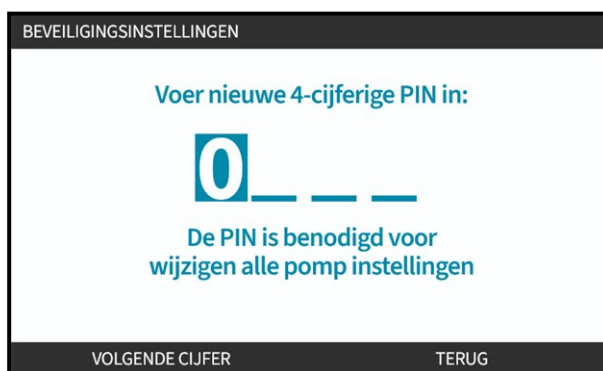 BEVEILIGINGSINSTELLINGEN
Voer nieuwe 4-cijferige PIN in:
0_ _ _
De PIN is benodigd voor
wijzigen alle pomp instellingen
VOLGENDE CIJFER TERUG